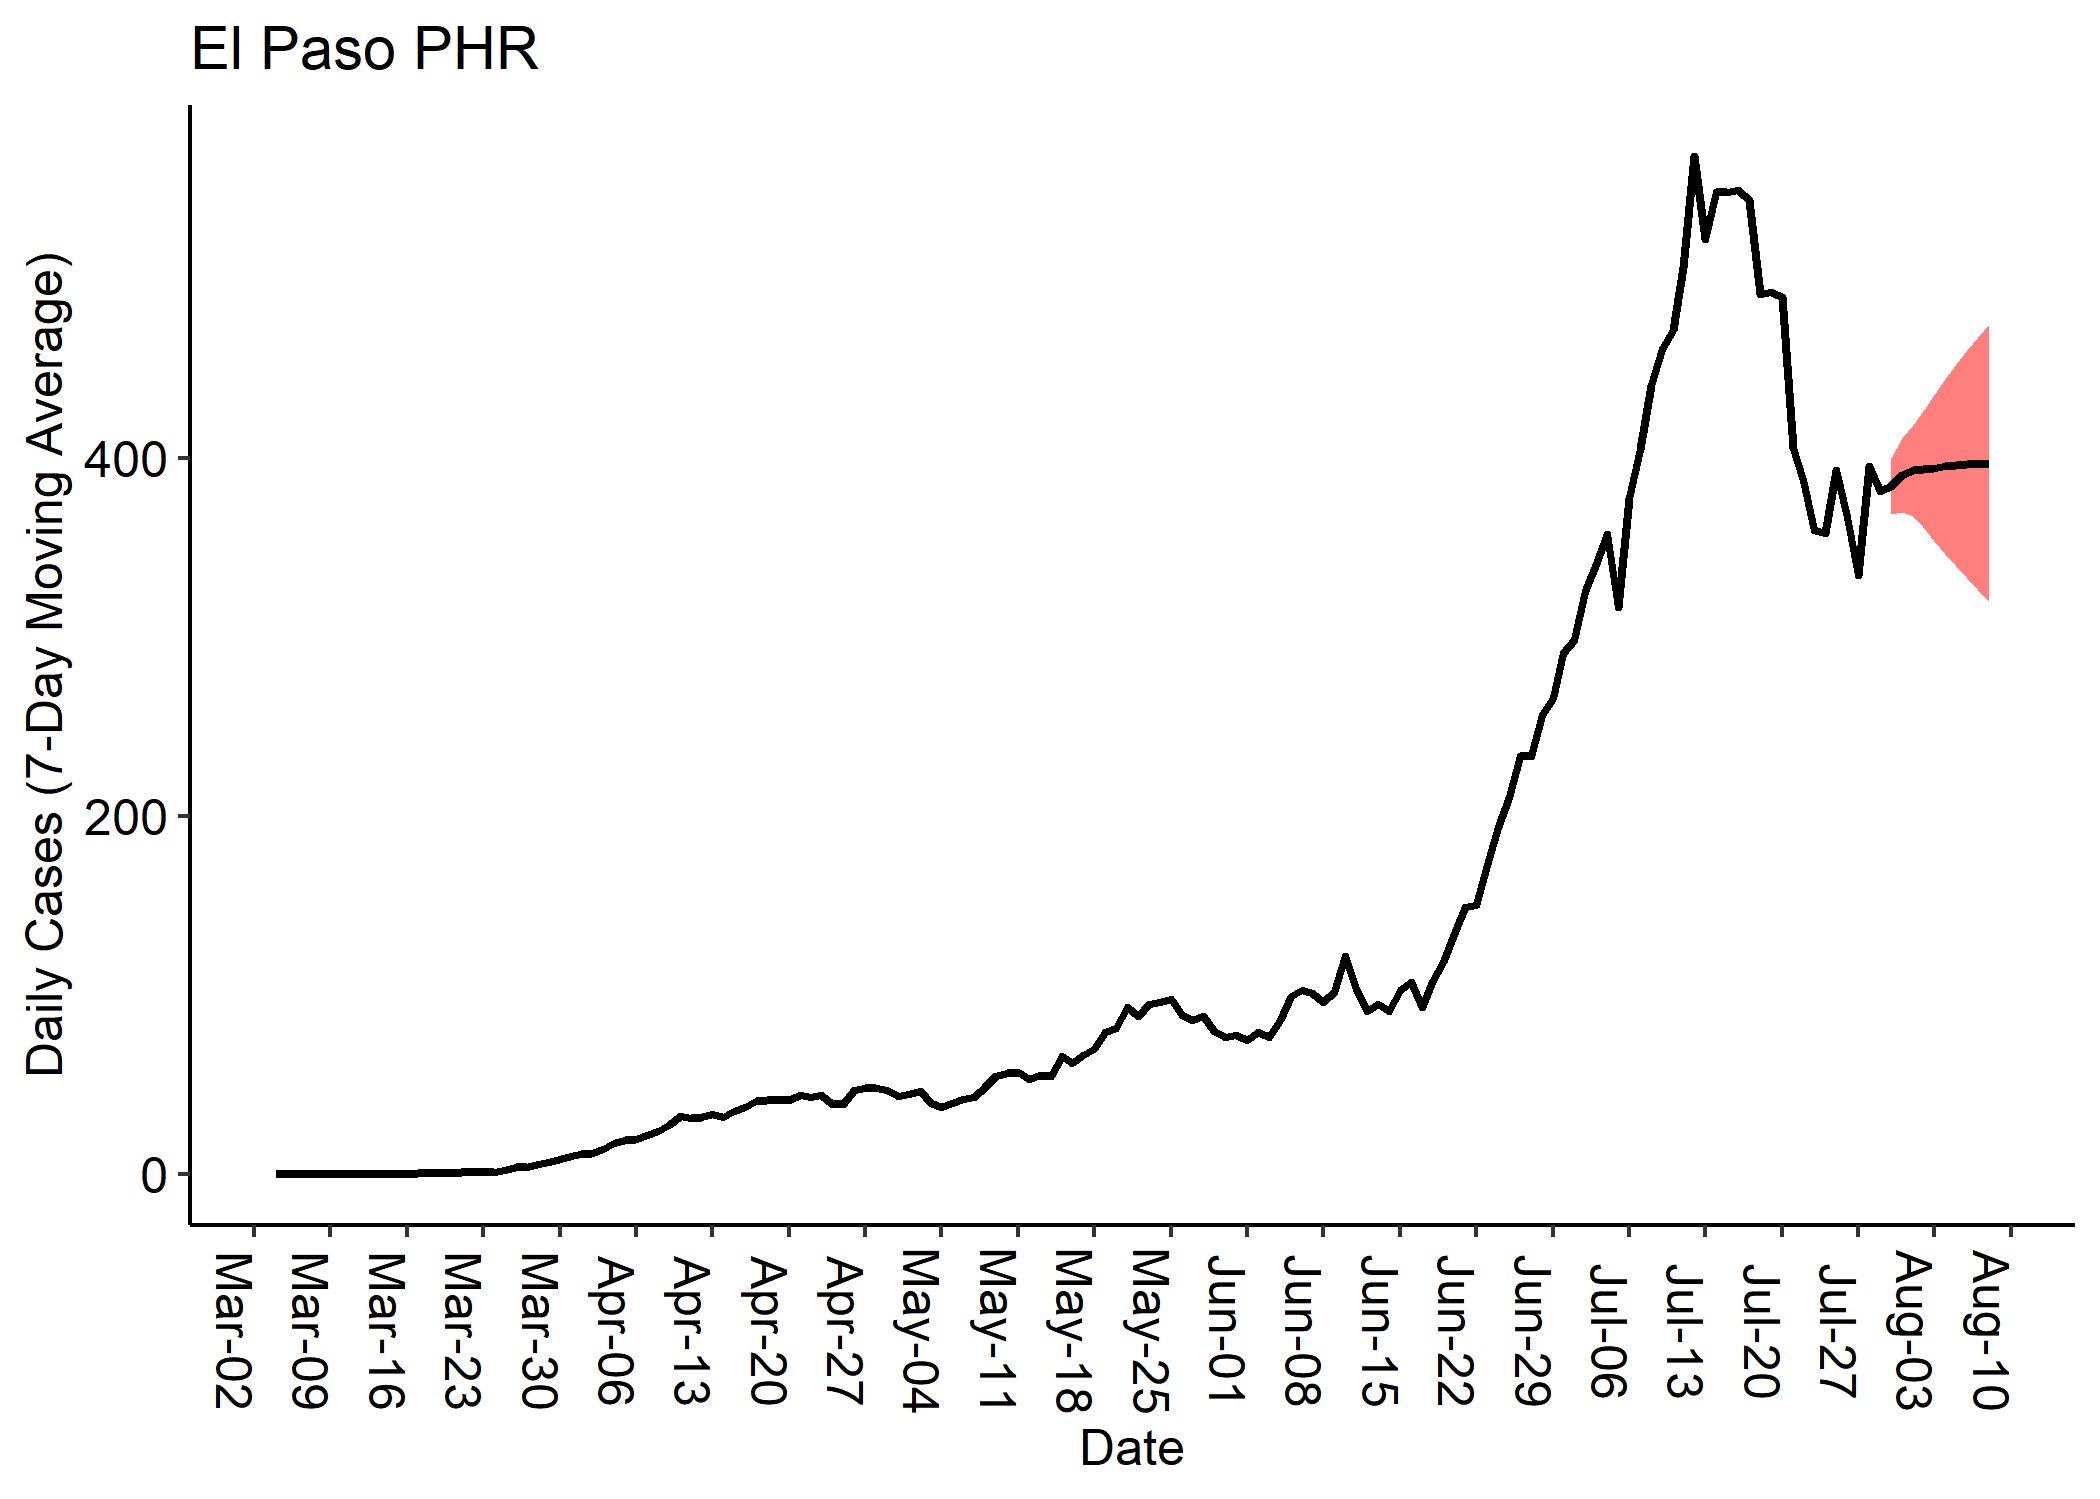 El Paso PHR
Daily Cases (7-Day Moving Average)
400
200
0
Mar-02
Mar-09
Mar-16
Mar-23
Mar-30
Apr-06
Apr-13
Apr-20
Apr-27
May-04
May-11
May-18
May-25
Jun-01
Jun-08
Jun-15
Jun-22
Jun-29
Jul-06
Jul-13
Jul-20
Jul-27
Aug-03
Aug-10
Date